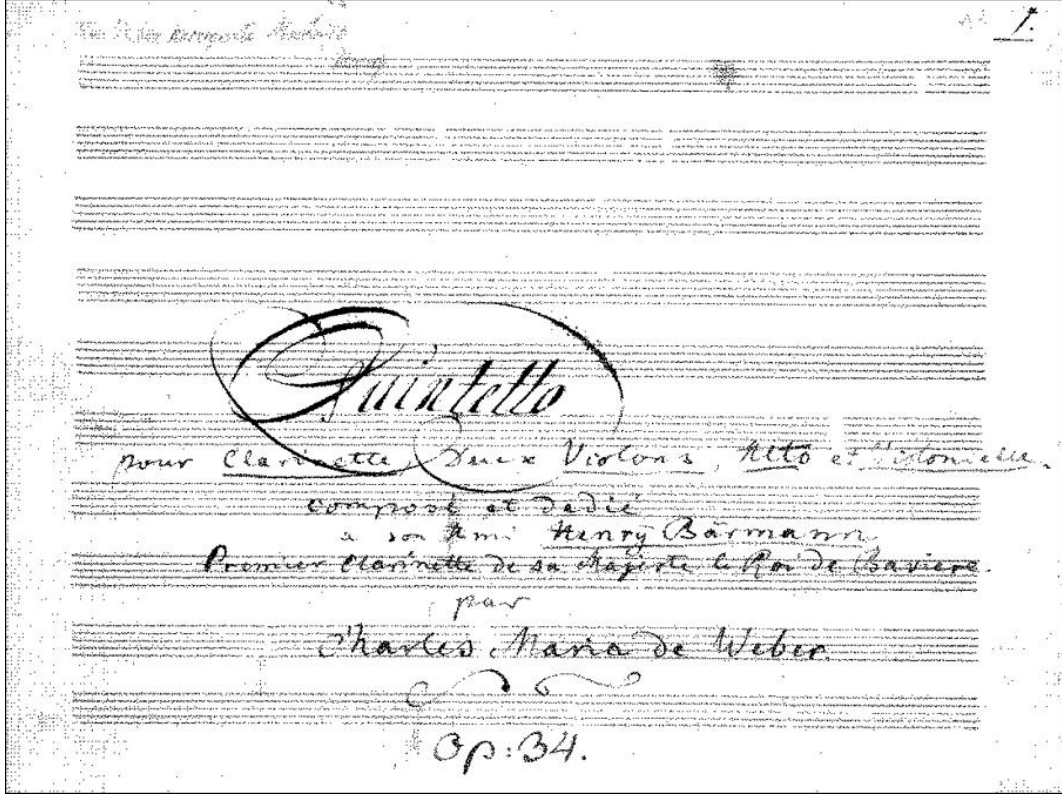 1.
Quintetto
pour Clarinette, Deux Violons, Alto et Violoncelle.
composé et dedié
a son Ami Henry Bärmann
Premier Clarinette de sa Majesté le Roi de Baviere.
par
Charles Maria de Weber.
Op: 34.